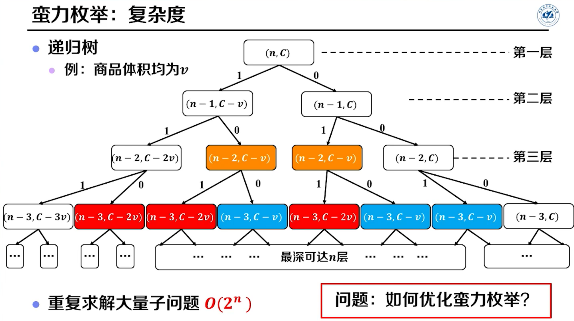 蛮力枚举：复杂度
递归树
例：商品体积均为v
(n, C) 第一层
1 0
(n − 1, C − v) (n − 1, C) 第二层
1 0 1 0
(n − 2, C − 2v) (n − 2, C − v) (n − 2, C − v) (n − 2, C) 第三层
1 0 1 0 1 0 1 0
(n − 3, C − 3v) (n − 3, C − 2v) (n − 3, C − 2v) (n − 3, C − v) (n − 3, C − 2v) (n − 3, C − v) (n − 3, C − v) (n − 3, C)
... ... ... ... ... ... ... 最深可达n层 ... ... ... ...
重复求解大量子问题 O(2ⁿ)
问题：如何优化蛮力枚举？